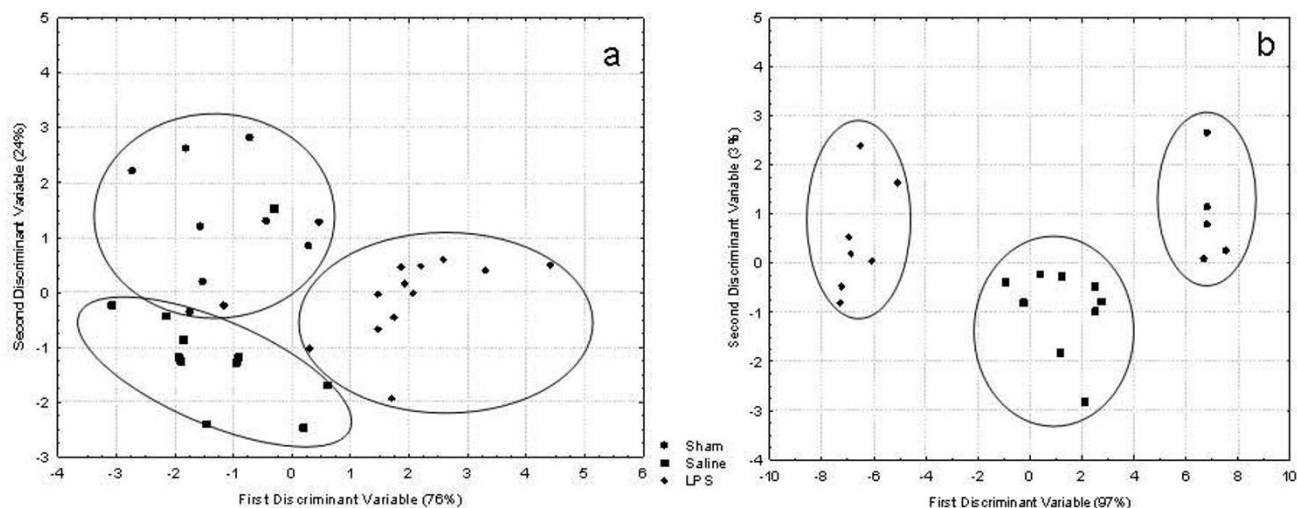 a
5
4
3
2
1
0
-1
-2
-3
Second Discriminant Variable (24%)
-4 -3 -2 -1 0 1 2 3 4 5 6
First Discriminant Variable (76%)
Sham
Saline
LPS
b
5
4
3
2
1
0
-1
-2
-3
-4
Second Discriminant Variable (3%)
-10 -8 -6 -4 -2 0 2 4 6 8 10
First Discriminant Variable (97%)